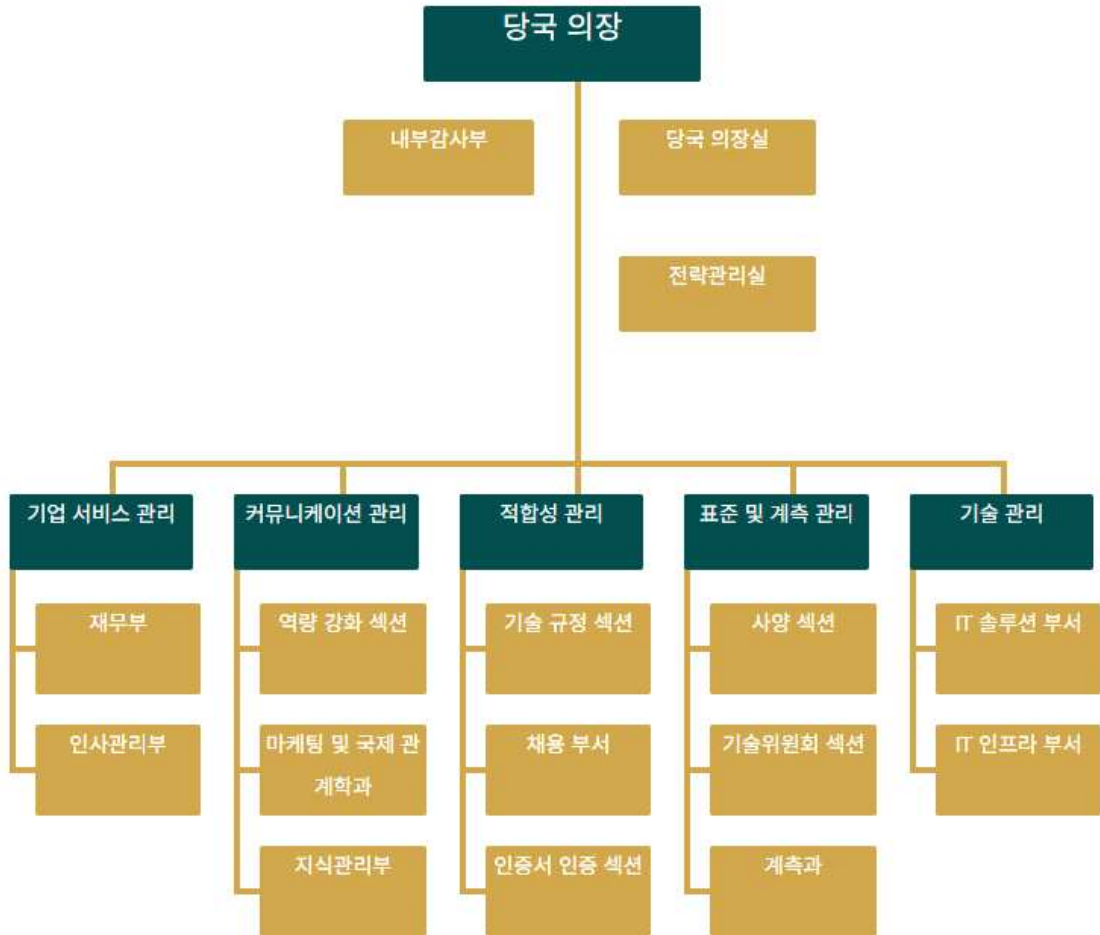 당국 의장
내부감사부
당국 의장실
전략관리실
기업 서비스 관리
커뮤니케이션 관리
적합성 관리
표준 및 계측 관리
기술 관리
재무부
역량 강화 섹션
기술 규정 섹션
사양 섹션
IT 솔루션 부서
인사관리부
마케팅 및 국제 관
계학과
채용 부서
기술위원회 섹션
IT 인프라 부서
지식관리부
인증서 인증 섹션
계측과